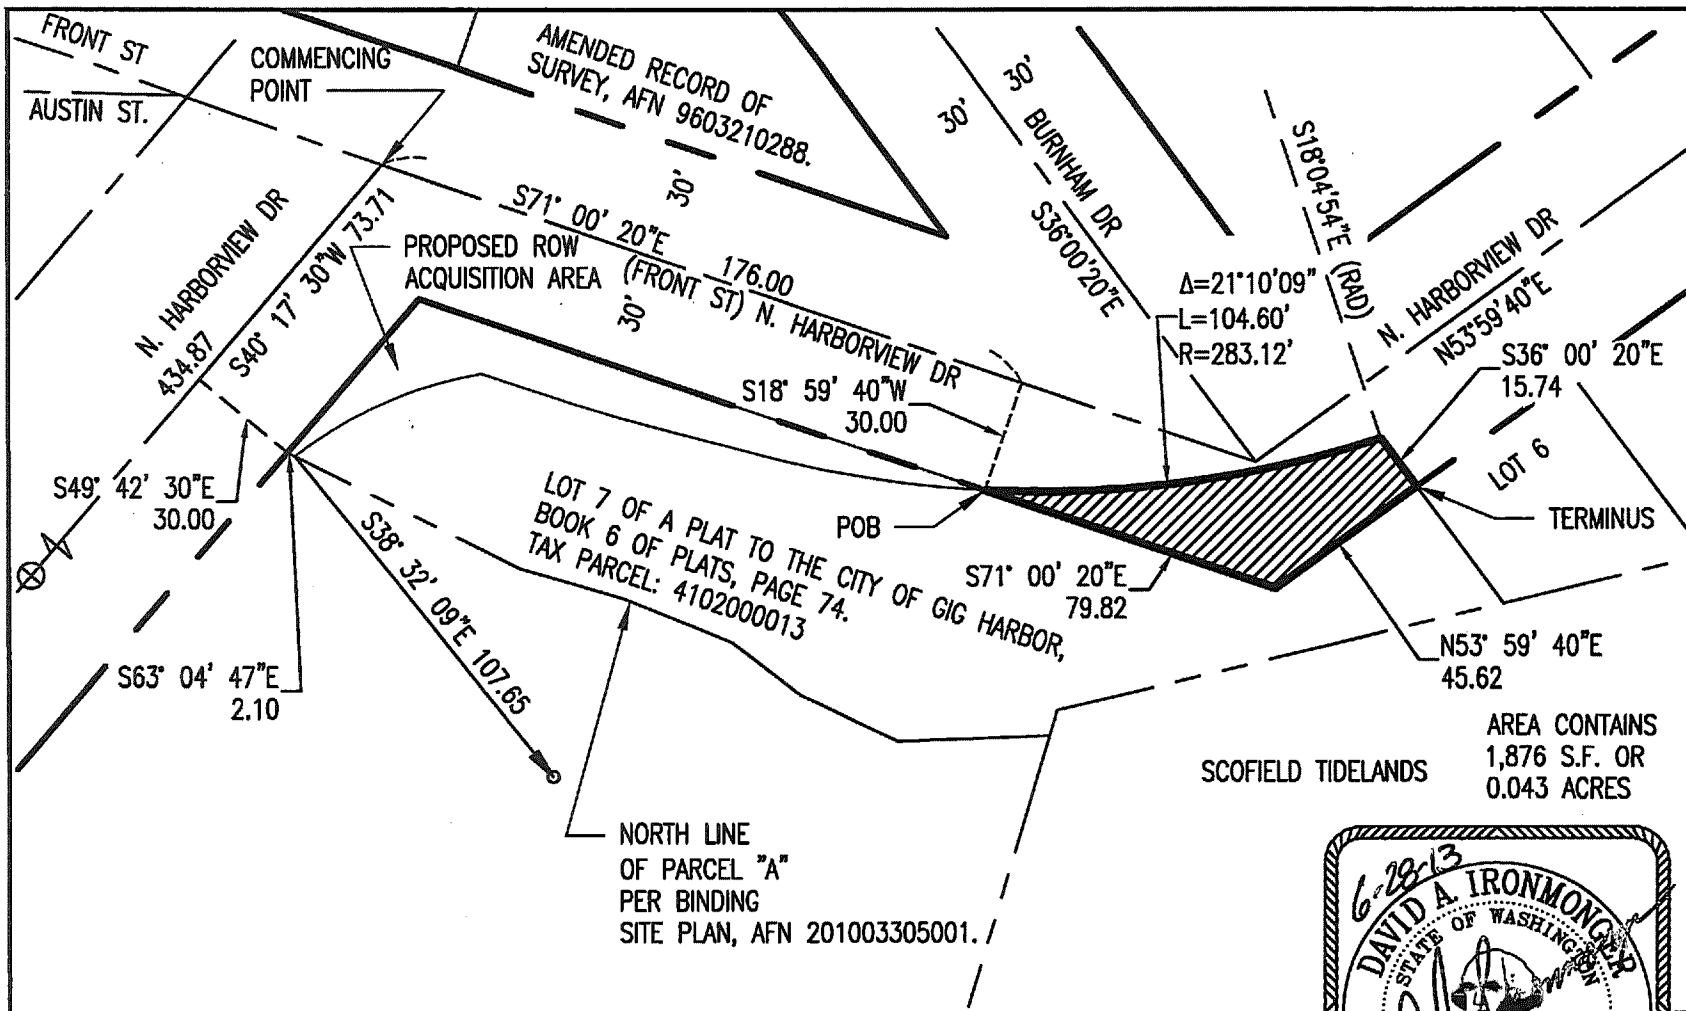 FRONT ST
AUSTIN ST.
COMMENCING
POINT
AMENDED RECORD OF
SURVEY, AFN 9603210288.
30'
30'
30'
BURNHAM DR
S36°00'20"E
S18°04'54"E (RAD)
N. HARBORVIEW DR
N53°59'40"E
N. HARBORVIEW DR
434.87
S40° 17' 30"W 73.71
PROPOSED ROW
ACQUISITION AREA
S71° 00' 20"E
176.00
30'
(FRONT ST) N. HARBORVIEW DR
Δ=21°10'09"
L=104.60'
R=283.12'
S36° 00' 20"E
15.74
S18° 59' 40"W
30.00
S49° 42' 30"E
30.00
LOT 6
POB
TERMINUS
LOT 7 OF A PLAT TO THE CITY OF GIG HARBOR,
BOOK 6 OF PLATS, PAGE 74.
TAX PARCEL: 4102000013
S71° 00' 20"E
79.82
S38° 32' 09"E 107.65
S63° 04' 47"E
2.10
N53° 59' 40"E
45.62
SCOFIELD TIDELANDS
AREA CONTAINS
1,876 S.F. OR
0.043 ACRES
NORTH LINE
OF PARCEL "A"
PER BINDING
SITE PLAN, AFN 201003305001.
6-28-13
DAVID A. IRONMONGER
STATE OF WASHINGTON